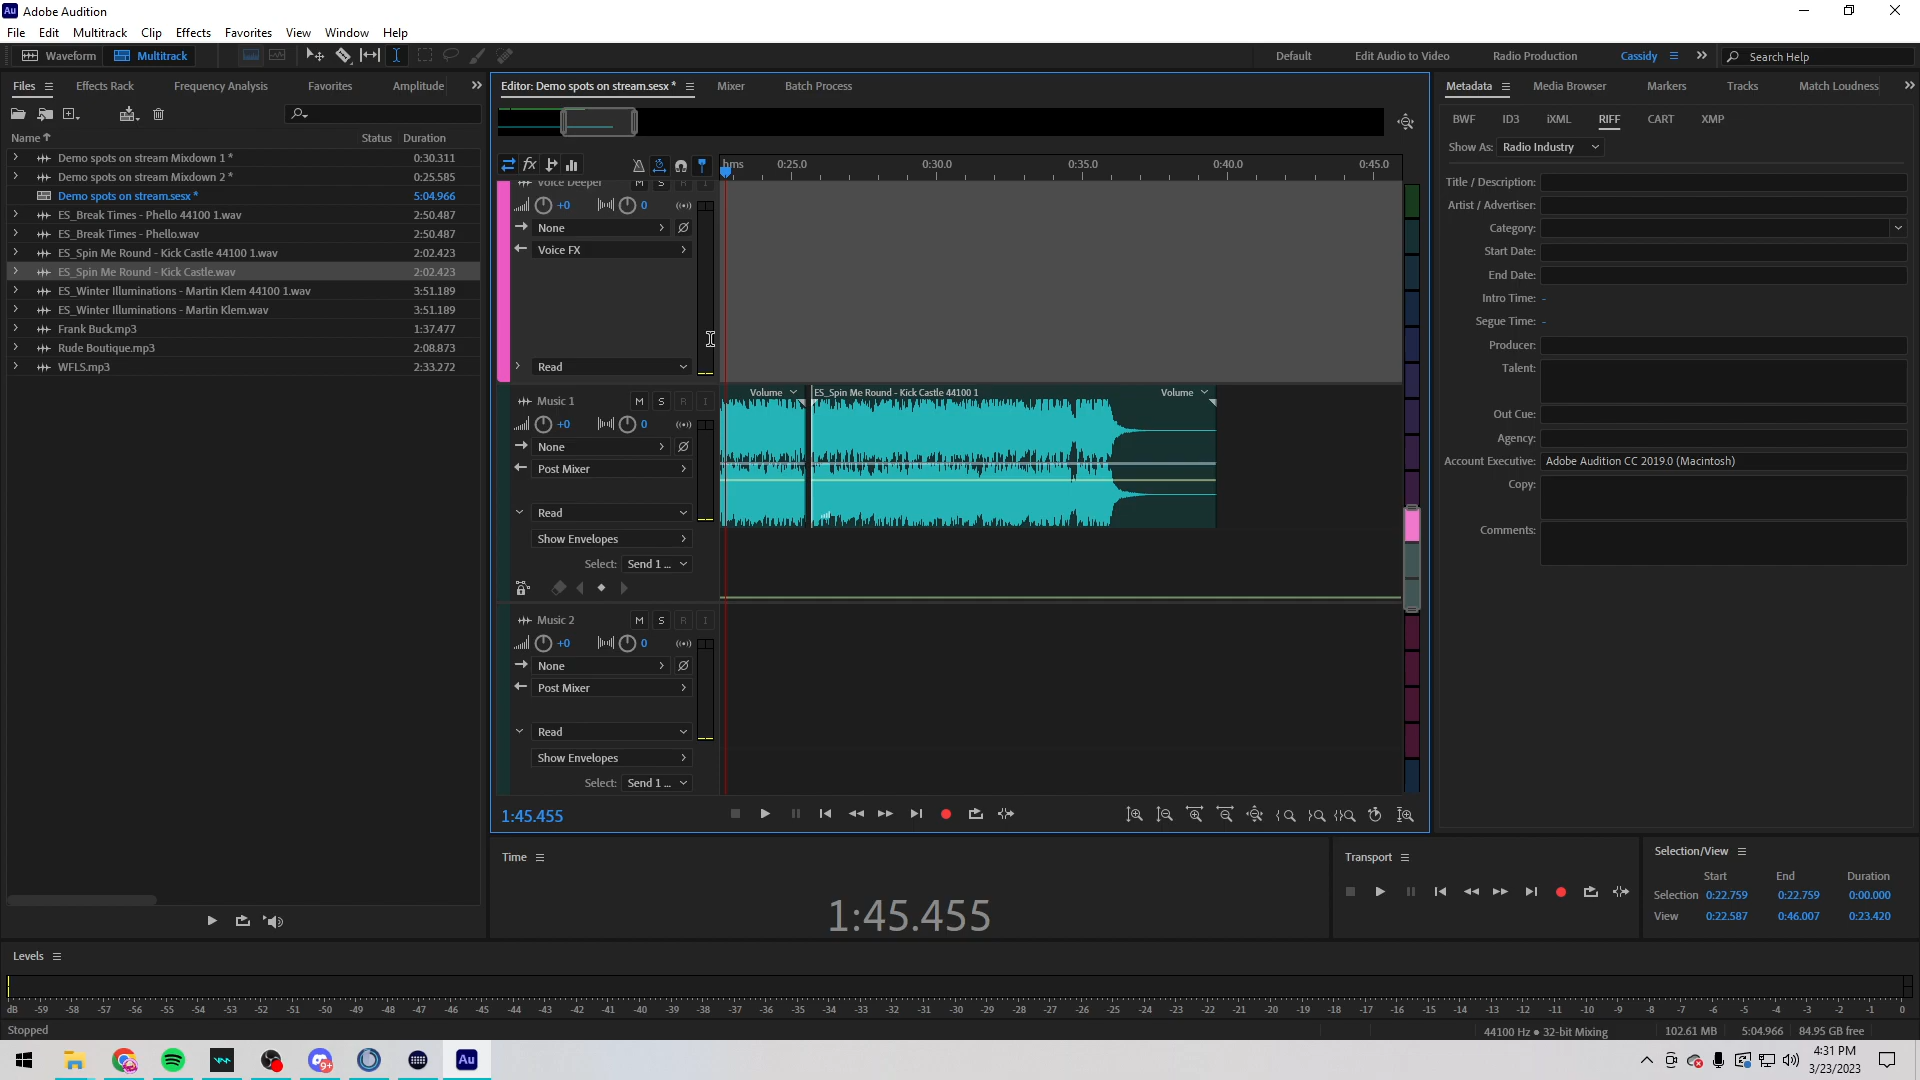 Au Adobe Audition
File Edit Multitrack Clip Effects Favorites View Window Help
Waveform Multitrack Default Edit Audio to Video Radio Production Cassidy Search Help
Files Effects Rack Frequency Analysis Favorites Amplitude
Name Status Duration
Demo spots on stream Mixdown 1 * 0:30.311
Demo spots on stream Mixdown 2 * 0:25.585
Demo spots on stream.sesx * 5:04.966
ES_Break Times - Phello 44100 1.wav 2:50.487
ES_Break Times - Phello.wav 2:50.487
ES_Spin Me Round - Kick Castle 44100 1.wav 2:02.423
ES_Spin Me Round - Kick Castle.wav 2:02.423
ES_Winter Illuminations - Martin Klem 44100 1.wav 3:51.189
ES_Winter Illuminations - Martin Klem.wav 3:51.189
Frank Buck.mp3 1:37.477
Rude Boutique.mp3 2:08.873
WFLS.mp3 2:33.272
Editor: Demo spots on stream.sesx * Mixer Batch Process
fx hms 0:25.0 0:30.0 0:35.0 0:40.0 0:45.0
Voice Deeper M S R I
+0 0
None
Voice FX
Read
Music 1 M S R I
+0 0
None
Post Mixer
Read
Show Envelopes
Select: Send 1 ...
Volume ES_Spin Me Round - Kick Castle 44100 1 Volume
Music 2 M S R I
+0 0
None
Post Mixer
Read
Show Envelopes
Select: Send 1 ...
1:45.455
Metadata Media Browser Markers Tracks Match Loudness
BWF ID3 iXML RIFF CART XMP
Show As: Radio Industry
Title / Description:
Artist / Advertiser:
Category:
Start Date:
End Date:
Intro Time: -
Segue Time: -
Producer:
Talent:
Out Cue:
Agency:
Account Executive: Adobe Audition CC 2019.0 (Macintosh)
Copy:
Comments:
Time
1:45.455
Transport
Selection/View
Start End Duration
Selection 0:22.759 0:22.759 0:00.000
View 0:22.587 0:46.007 0:23.420
Levels
dB -59 -58 -57 -56 -55 -54 -53 -52 -51 -50 -49 -48 -47 -46 -45 -44 -43 -42 -41 -40 -39 -38 -37 -36 -35 -34 -33 -32 -31 -30 -29 -28 -27 -26 -25 -24 -23 -22 -21 -20 -19 -18 -17 -16 -15 -14 -13 -12 -11 -10 -9 -8 -7 -6 -5 -4 -3 -2 -1 0
Stopped 44100 Hz ● 32-bit Mixing 102.61 MB 5:04.966 84.95 GB free
9+ Au
4:31 PM
3/23/2023